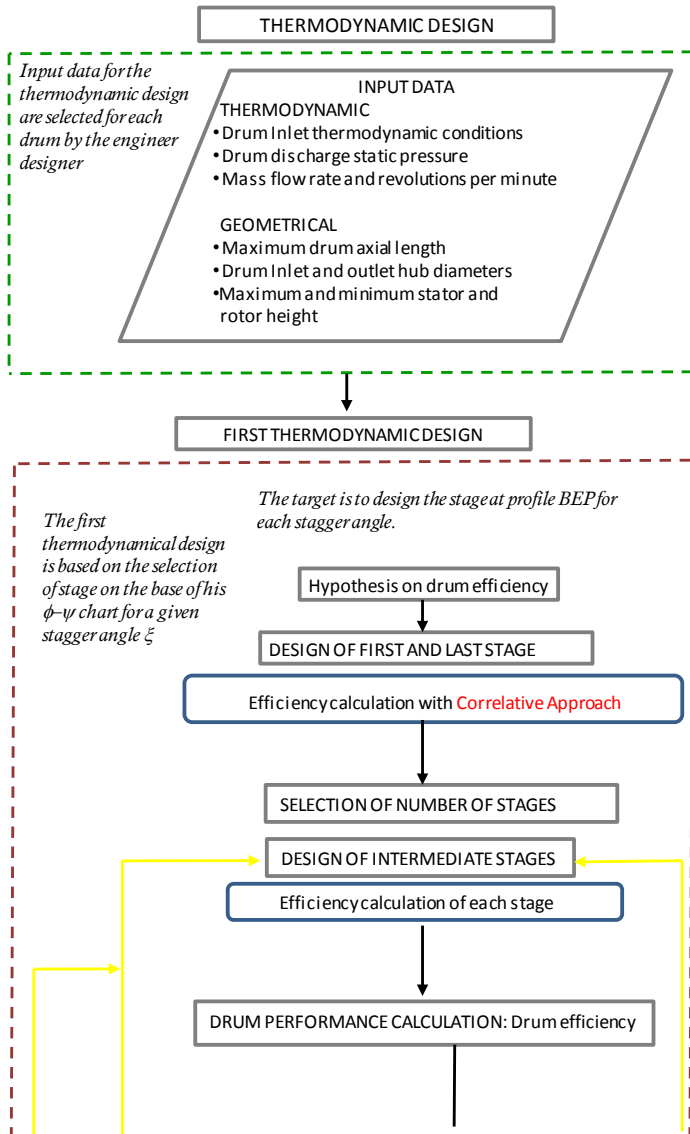 THERMODYNAMIC DESIGN
Input data for the
thermodynamic design
are selected for each
drum by the engineer
designer
INPUT DATA
THERMODYNAMIC
•Drum Inlet thermodynamic conditions
•Drum discharge static pressure
•Mass flow rate and revolutions per minute
GEOMETRICAL
•Maximum drum axial length
•Drum Inlet and outlet hub diameters
•Maximum and minimum stator and
rotor height
FIRST THERMODYNAMIC DESIGN
The target is to design the stage at profile BEP for
each stagger angle.
The first
thermodynamical design
is based on the selection
of stage on the base of his
ϕ–ψ chart for a given
stagger angle ξ
Hypothesis on drum efficiency
DESIGN OF FIRST AND LAST STAGE
Efficiency calculation with Correlative Approach
SELECTION OF NUMBER OF STAGES
DESIGN OF INTERMEDIATE STAGES
Efficiency calculation of each stage
DRUM PERFORMANCE CALCULATION: Drum efficiency